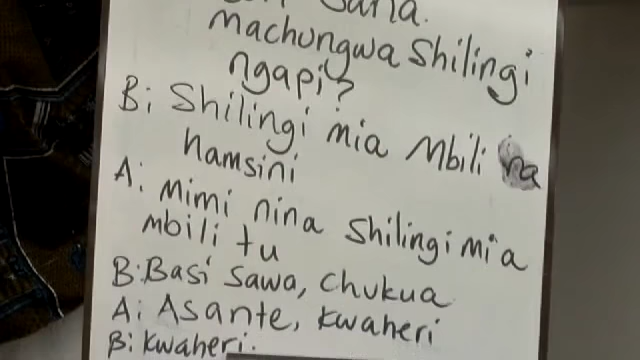 sana.
machungwa shilingi
ngapi?
B: Shilingi mia mbili na
hamsini
A: mimi nina shilingi mia
mbili tu
B: Basi sawa, chukua
A: Asante, kwaheri
B: kwaheri.